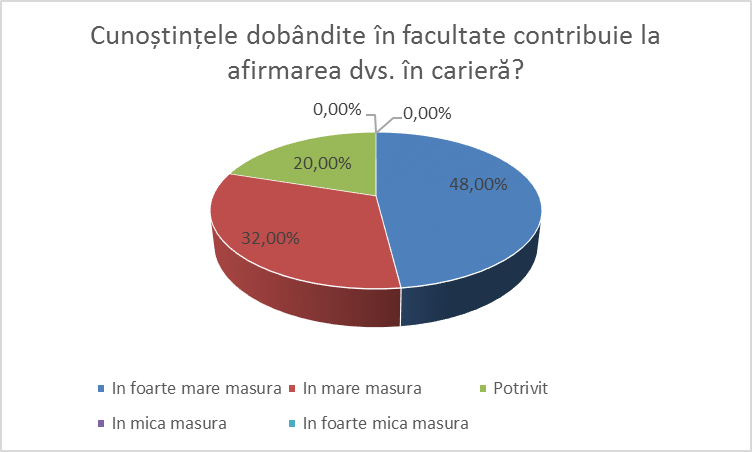 Cunoștințele dobândite în facultate contribuie la
afirmarea dvs. în carieră?
0,00% 0,00%
20,00%
48,00%
32,00%
In foarte mare masura In mare masura Potrivit
In mica masura In foarte mica masura